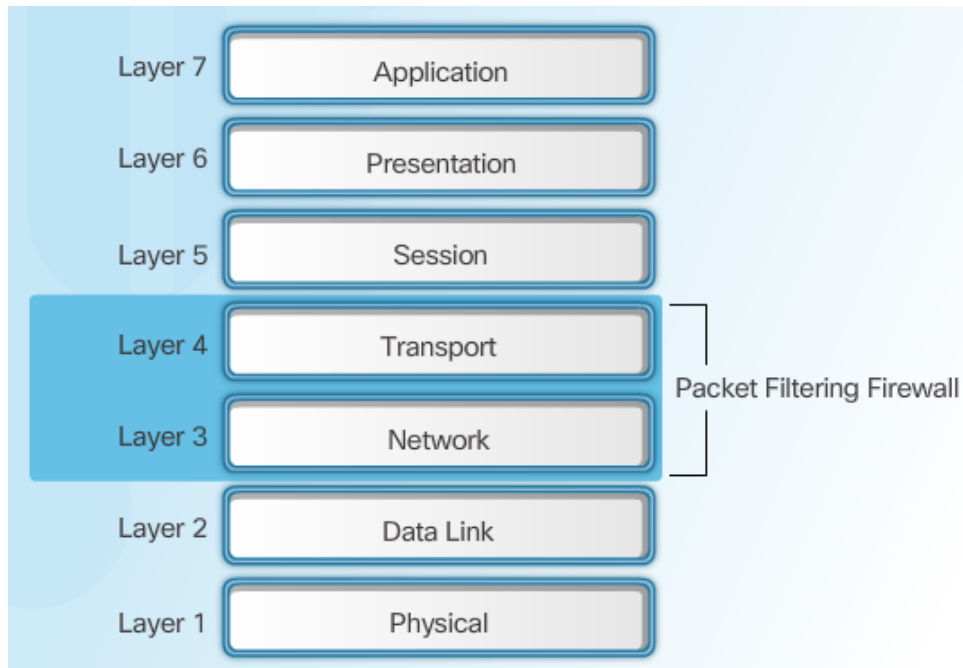 Layer 7 Application
Layer 6 Presentation
Layer 5 Session
Layer 4 Transport
Packet Filtering Firewall
Layer 3 Network
Layer 2 Data Link
Layer 1 Physical